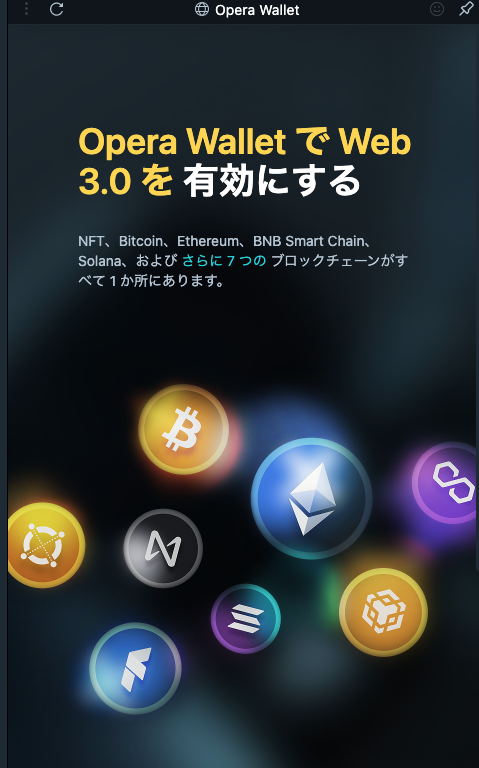 Opera Wallet
Opera Wallet で Web
3.0 を 有効にする
NFT、Bitcoin、Ethereum、BNB Smart Chain、
Solana、および さらに 7 つの ブロックチェーンがす
べて 1 か所にあります。